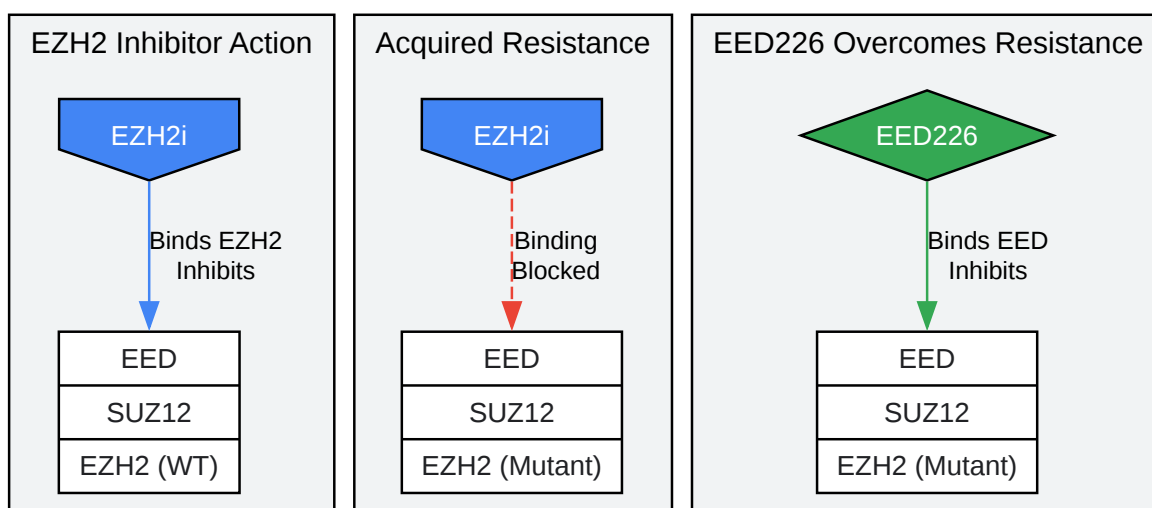 EZH2 Inhibitor Action
EZH2i
Binds EZH2
Inhibits
EED
SUZ12
EZH2 (WT)
Acquired Resistance
EZH2i
Binding
Blocked
EED
SUZ12
EZH2 (Mutant)
EED226 Overcomes Resistance
EED226
Binds EED
Inhibits
EED
SUZ12
EZH2 (Mutant)